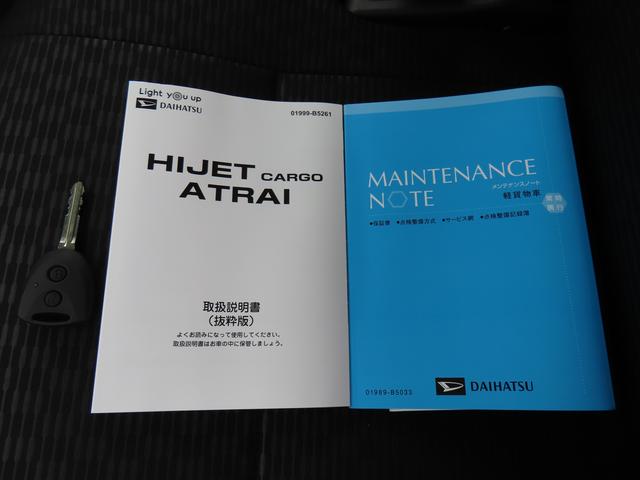 Light you up
DAIHATSU
01999-B5261
HIJET CARGO
ATRAI
取扱説明書
（抜粋版）
よくお読みになって使用してください。
取扱説明書はお車の中に保管しましょう。
MAINTENANCE
NOTE
メンテナンスノート
軽貨物車
●保証書 ●点検整備方式 ●サービス網 ●点検整備記録簿
01989-B5033
DAIHATSU